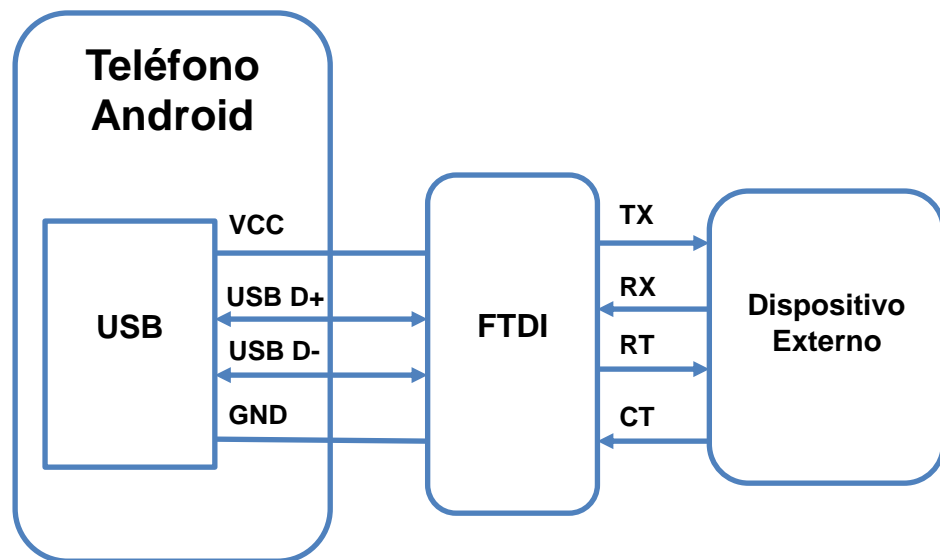 Teléfono
Android
VCC
USB D+
USB
USB D-
GND
FTDI
TX
RX
RT
CT
Dispositivo
Externo